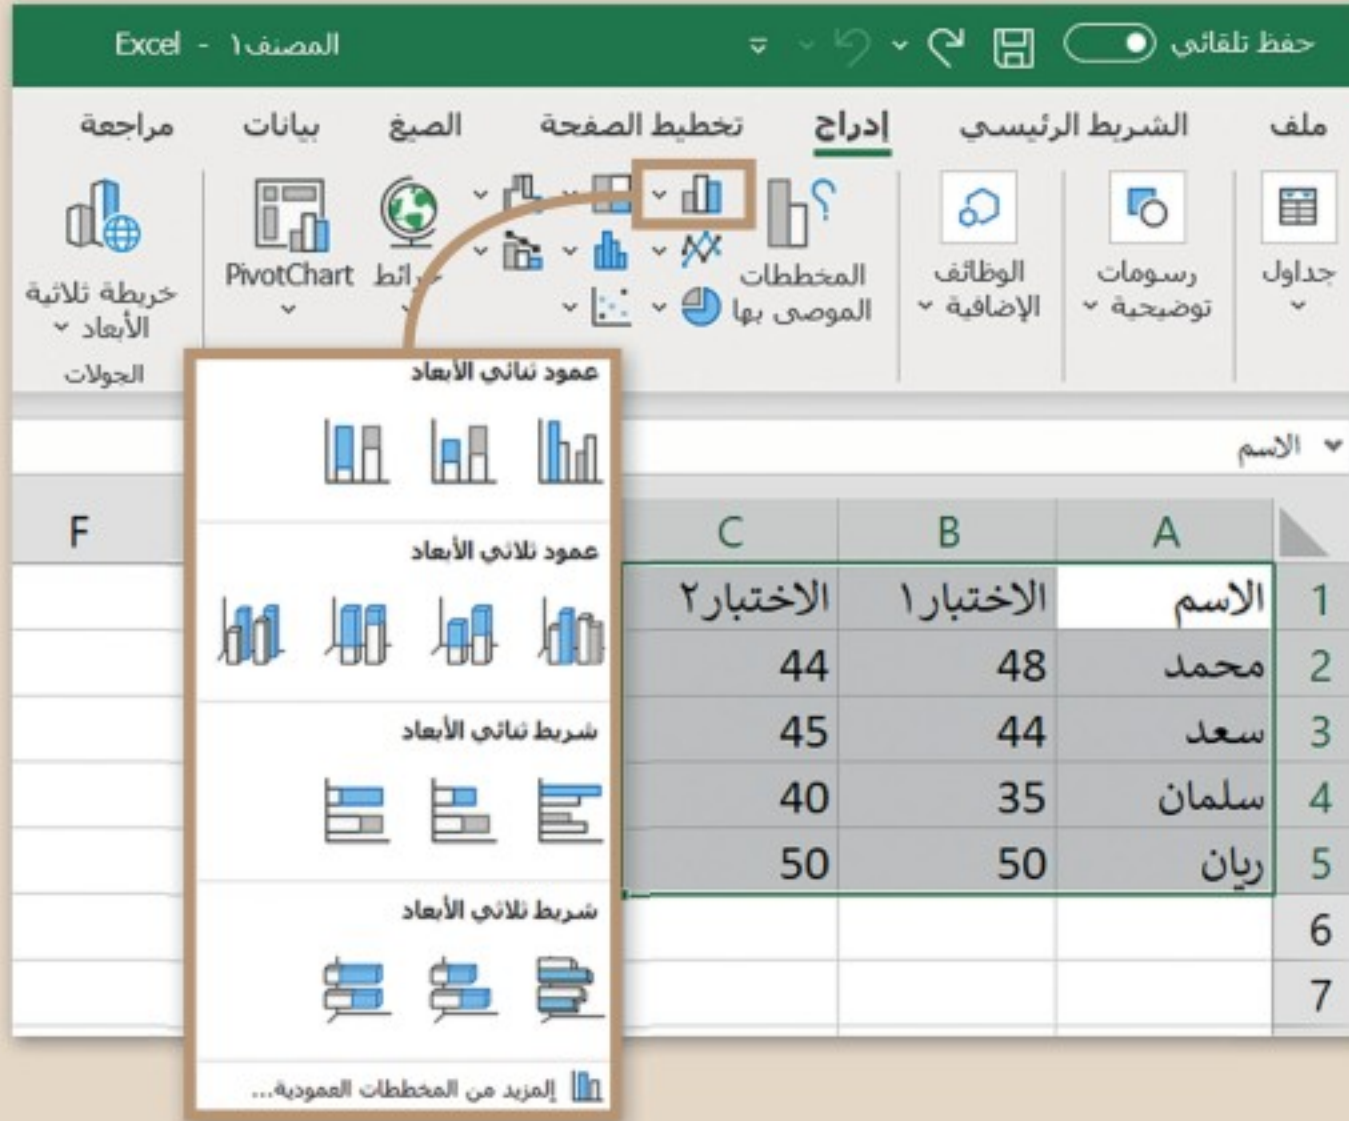 حفظ تلقائي
المصنف١ - Excel
ملف
الشريط الرئيسي
إدراج
تخطيط الصفحة
الصيغ
بيانات
مراجعة
جداول
رسومات
توضيحية
الوظائف
الإضافية
المخططات
الموصى بها
خرائط
PivotChart
خريطة ثلاثية
الأبعاد
الجولات
الاسم
عمود ثنائي الأبعاد
عمود ثلاثي الأبعاد
شريط ثنائي الأبعاد
شريط ثلاثي الأبعاد
المزيد من المخططات العمودية...
A B C F
1 الاسم الاختبار١ الاختبار٢
2 محمد 48 44
3 سعد 44 45
4 سلمان 35 40
5 ريان 50 50
6
7